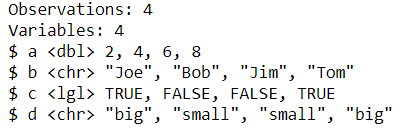 Observations: 4
Variables: 4
$ a <dbl> 2, 4, 6, 8
$ b <chr> "Joe", "Bob", "Jim", "Tom"
$ c <lgl> TRUE, FALSE, FALSE, TRUE
$ d <chr> "big", "small", "small", "big"